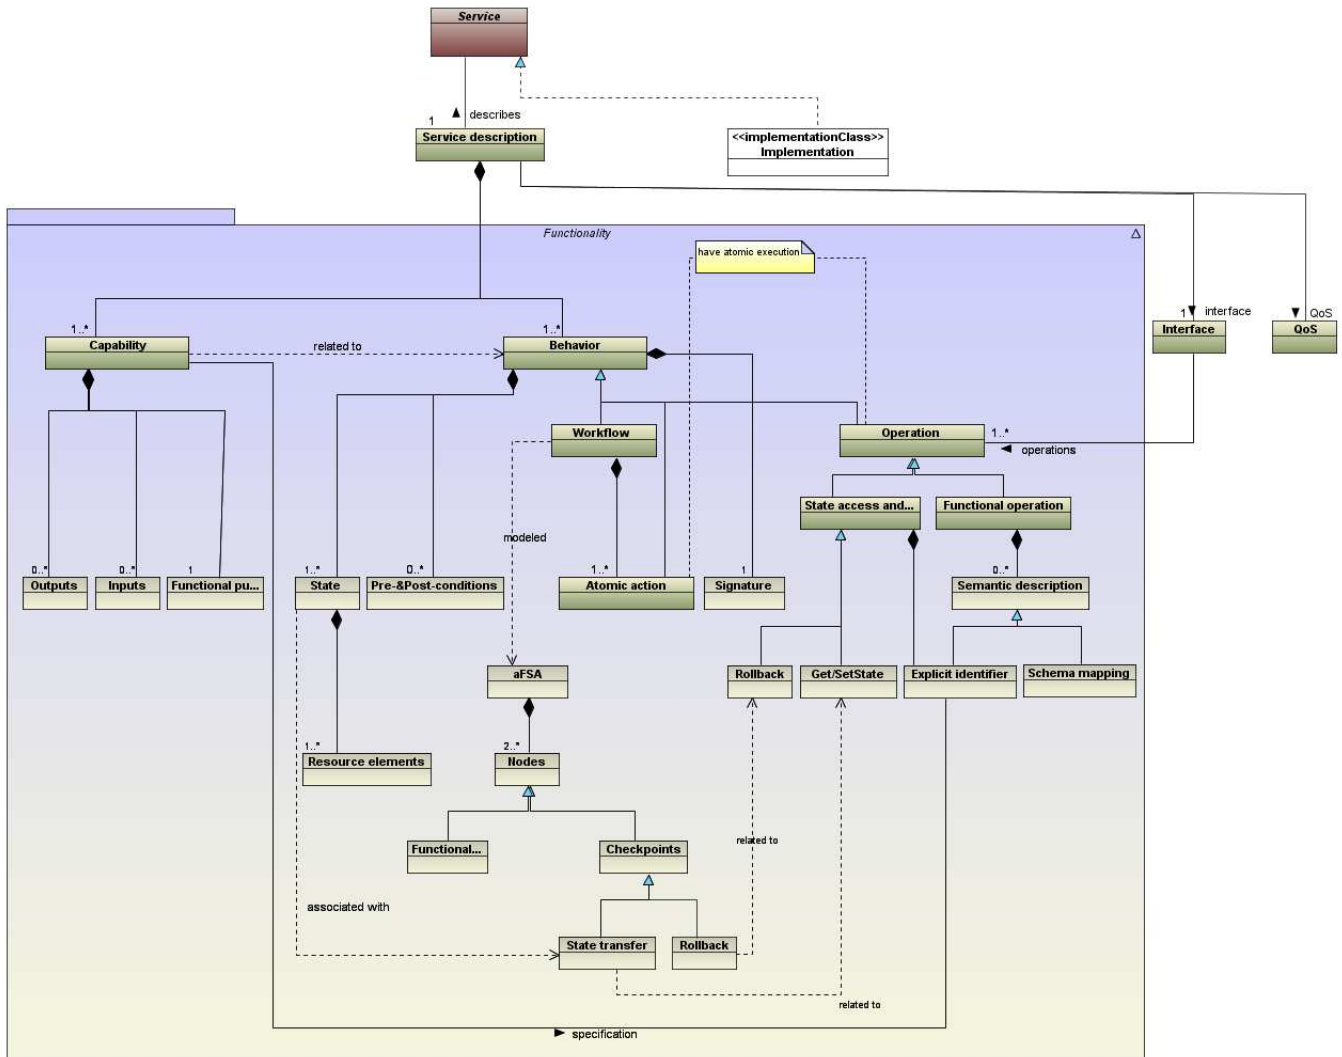 Service
describes
1
Service description
<<implementationClass>>
Implementation
Functionality
have atomic execution
1..*
1..*
1
interface
QoS
Capability
related to
Behavior
Interface
QoS
Workflow
Operation
1..*
operations
State access and...
Functional operation
modeled
0..*
0..*
1
1..*
0..*
1..*
1
0..*
Outputs
Inputs
Functional pu...
State
Pre-&Post-conditions
Atomic action
Signature
Semantic description
aFSA
Rollback
Get/SetState
Explicit identifier
Schema mapping
1..*
2..*
Resource elements
Nodes
Functional...
Checkpoints
related to
associated with
State transfer
Rollback
related to
specification